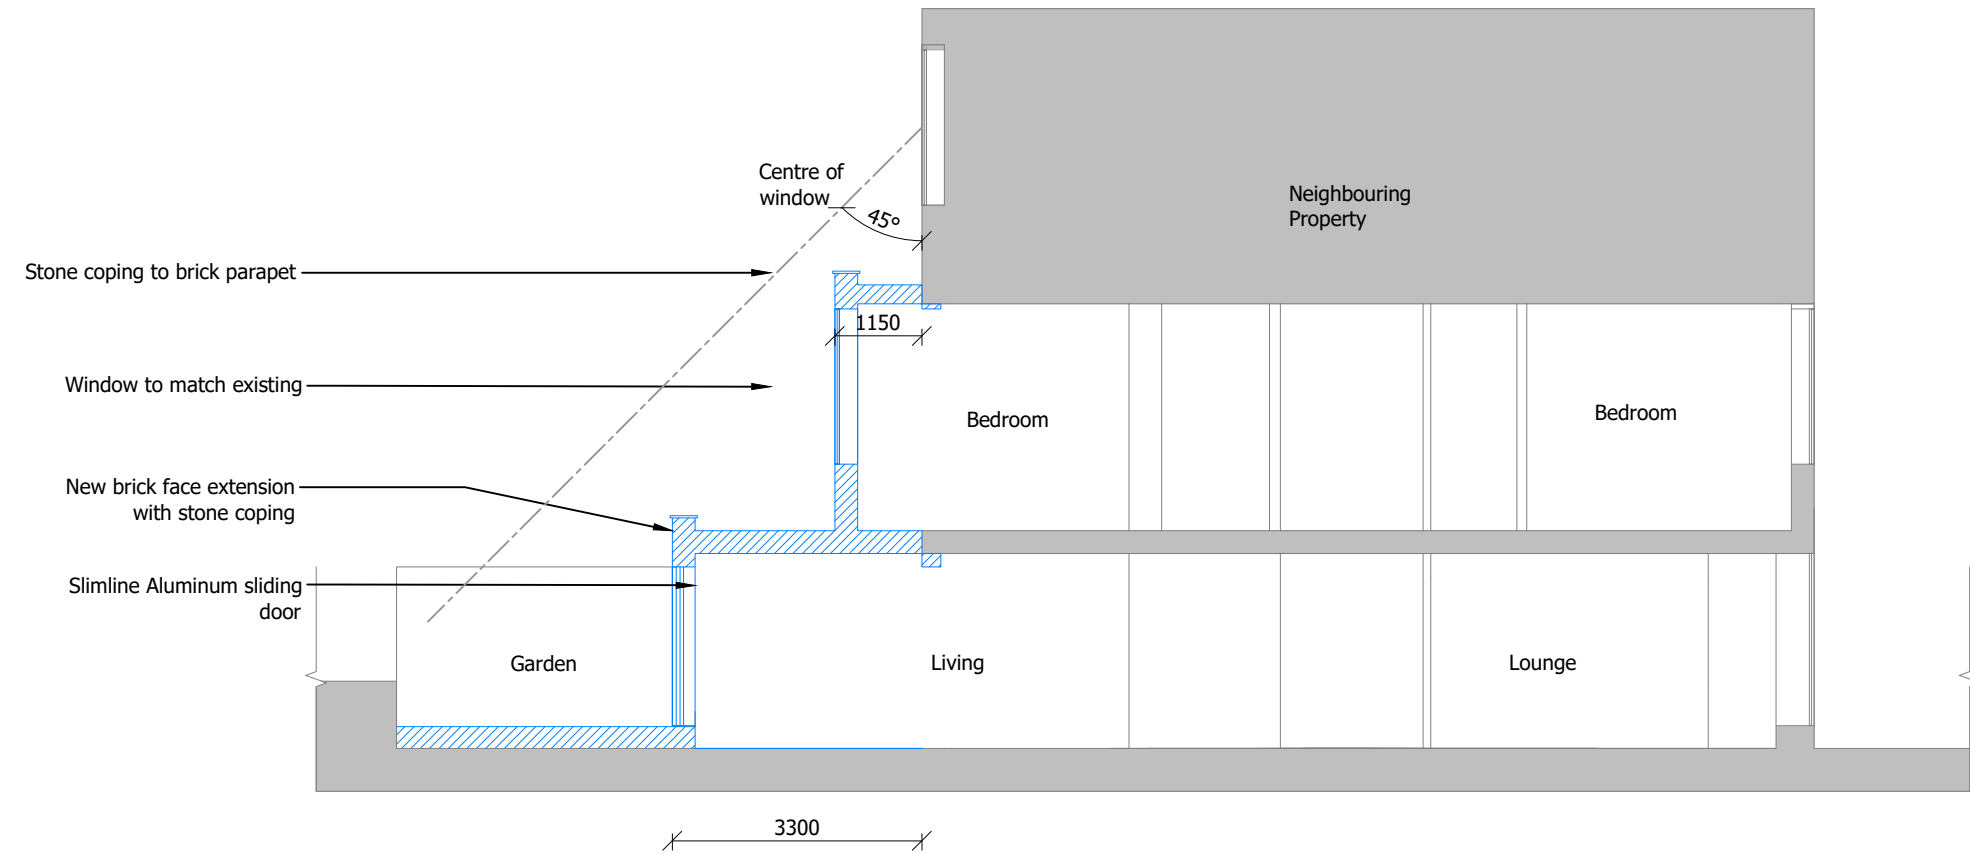 Centre of
window
45°
Neighbouring
Property
Stone coping to brick parapet
1150
Window to match existing
Bedroom
Bedroom
New brick face extension
with stone coping
Slimline Aluminum sliding
door
Garden
Living
Lounge
3300